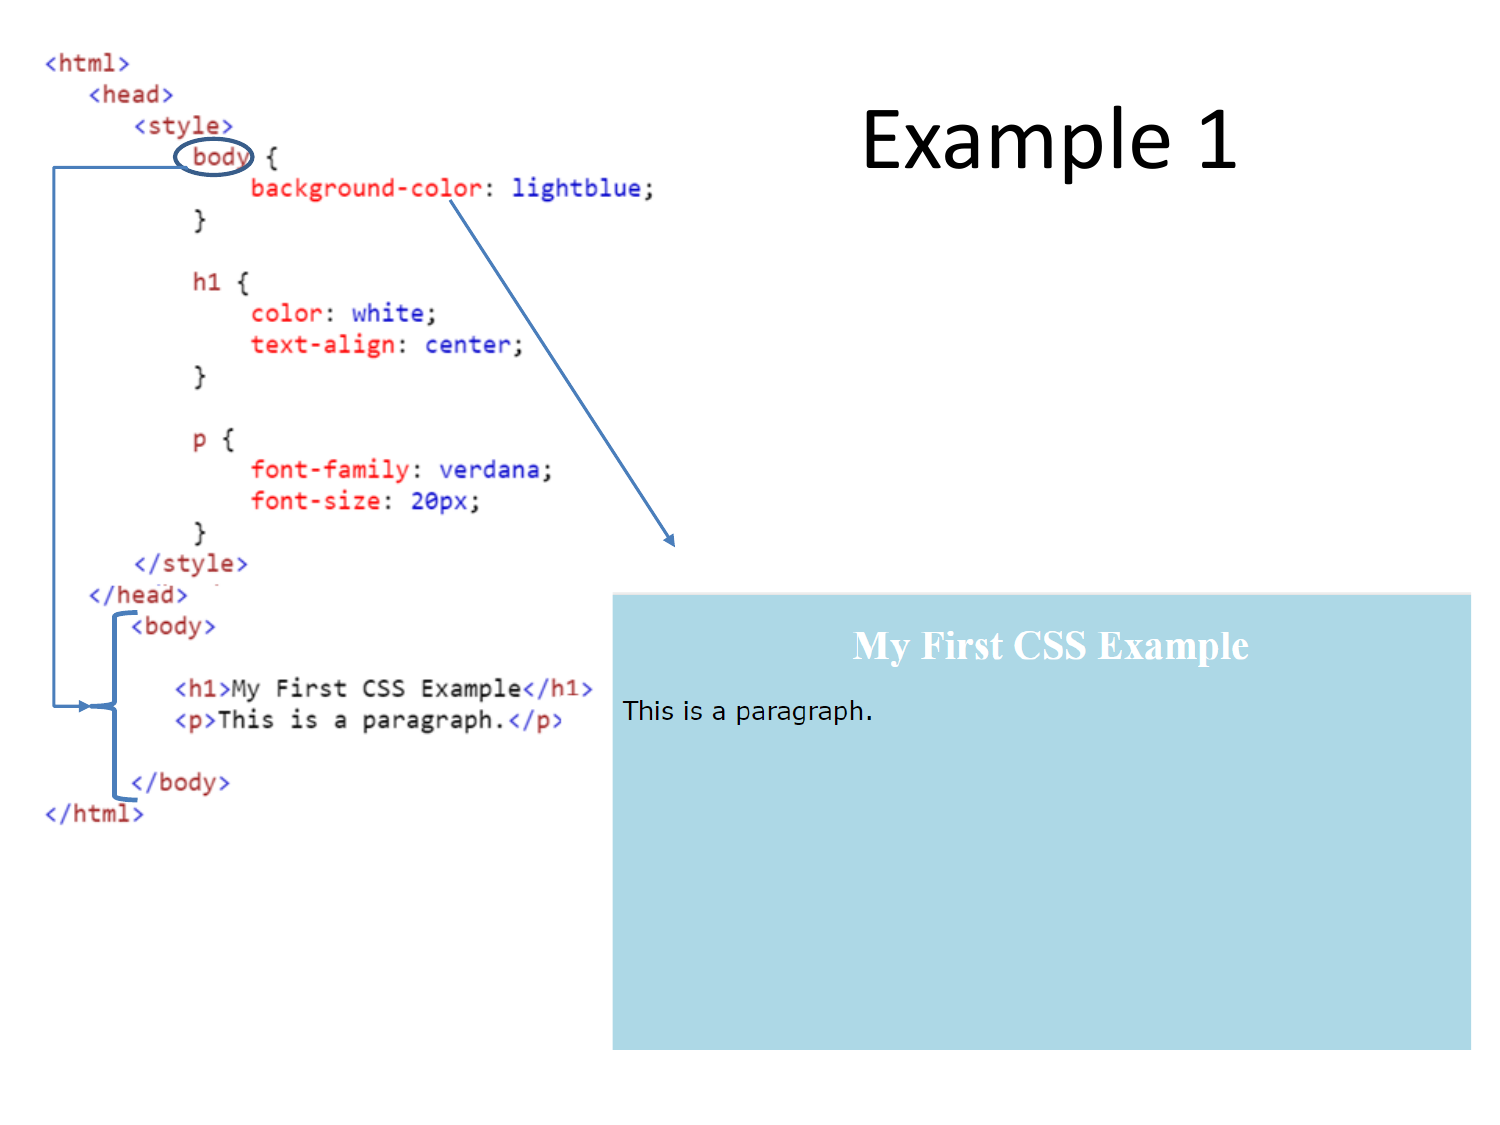 <html>
<head>
<style>
body {
background-color: lightblue;
}
h1 {
color: white;
text-align: center;
}
p {
font-family: verdana;
font-size: 20px;
}
</style>
</head>
<body>
<h1>My First CSS Example</h1>
<p>This is a paragraph.</p>
</body>
</html>
Example 1
My First CSS Example
This is a paragraph.